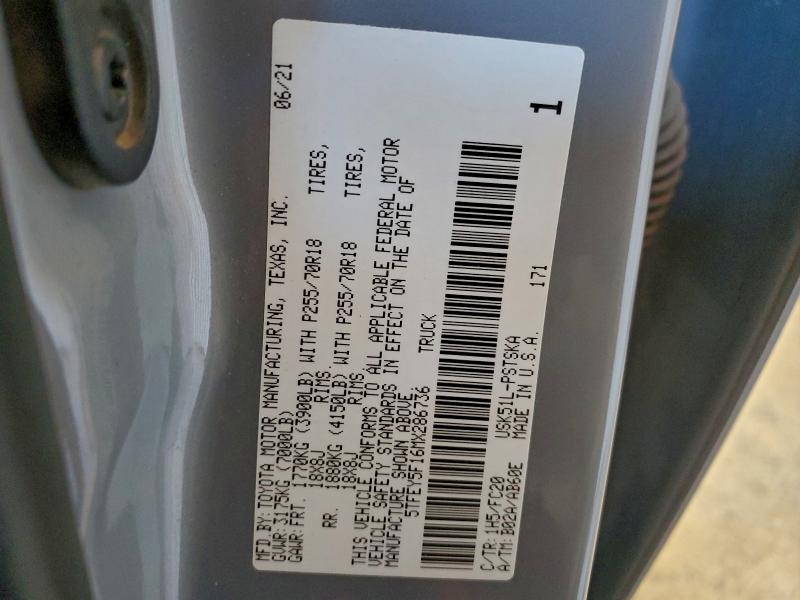 MFD.BY:TOYOTA MOTOR MANUFACTURING, TEXAS, INC. 06/21
GVWR:3175KG (7000LB)
GAWR:FRT. 1770KG (3900LB) WITH P255/70R18 TIRES,
18X8J RIMS.
RR. 1880KG (4150LB) WITH P255/70R18 TIRES,
18X8J RIMS.
THIS VEHICLE CONFORMS TO ALL APPLICABLE FEDERAL MOTOR
VEHICLE SAFETY STANDARDS IN EFFECT ON THE DATE OF
MANUFACTURE SHOWN ABOVE.
5TFEY5F16MX286736 TRUCK
C/TR:1H5/FC20 USK51L-PSTSKA
A/TM:B02A/AB60E MADE IN U.S.A. 171
1